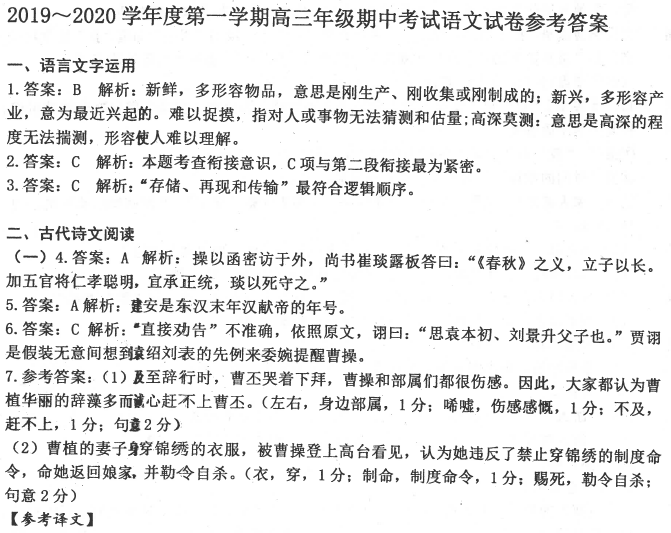 2019～2020 学年度第一学期高三年级期中考试语文试卷参考答案
一、语言文字运用
1.答案：B 解析：新鲜，多形容物品，意思是刚生产、刚收集或刚制成的；新兴，多形容产
业，意为最近兴起的。难以捉摸，指对人或事物无法猜测和估量;高深莫测：意思是高深的程
度无法揣测，形容使人难以理解。
2.答案：C 解析：本题考查衔接意识，C 项与第二段衔接最为紧密。
3.答案：C 解析：“存储、再现和传输”最符合逻辑顺序。
二、古代诗文阅读
（一）4.答案：A 解析：操以函密访于外，尚书崔琰露板答曰：“《春秋》之义，立子以长。
加五官将仁孝聪明，宜承正统，琰以死守之。”
5.答案：A 解析：建安是东汉末年汉献帝的年号。
6.答案：C 解析：“直接劝告”不准确，依照原文，诩曰：“思袁本初、刘景升父子也。”贾诩
是假装无意间想到袁绍刘表的先例来委婉提醒曹操。
7.参考答案：（1）及至辞行时，曹丕哭着下拜，曹操和部属们都很伤感。因此，大家都认为曹
植华丽的辞藻多而诚心赶不上曹丕。（左右，身边部属，1 分；唏嘘，伤感感慨，1 分；不及，
赶不上，1 分；句意 2 分）
（2）曹植的妻子身穿锦绣的衣服，被曹操登上高台看见，认为她违反了禁止穿锦绣的制度命
令，命她返回娘家，并勒令自杀。（衣，穿，1 分；制命，制度命令，1 分；赐死，勒令自杀；
句意 2 分）
【参考译文】